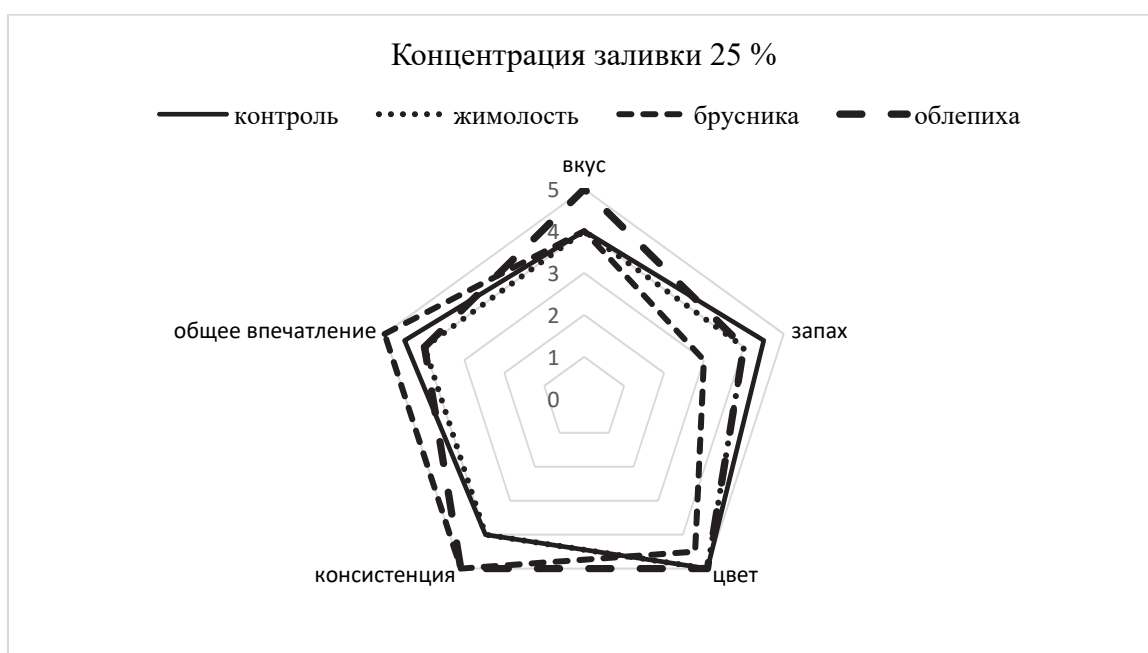 Концентрация заливки 25 %
контроль жимолость брусника облепиха
вкус
5
4
3
2
1
0
запах
общее впечатление
консистенция
цвет